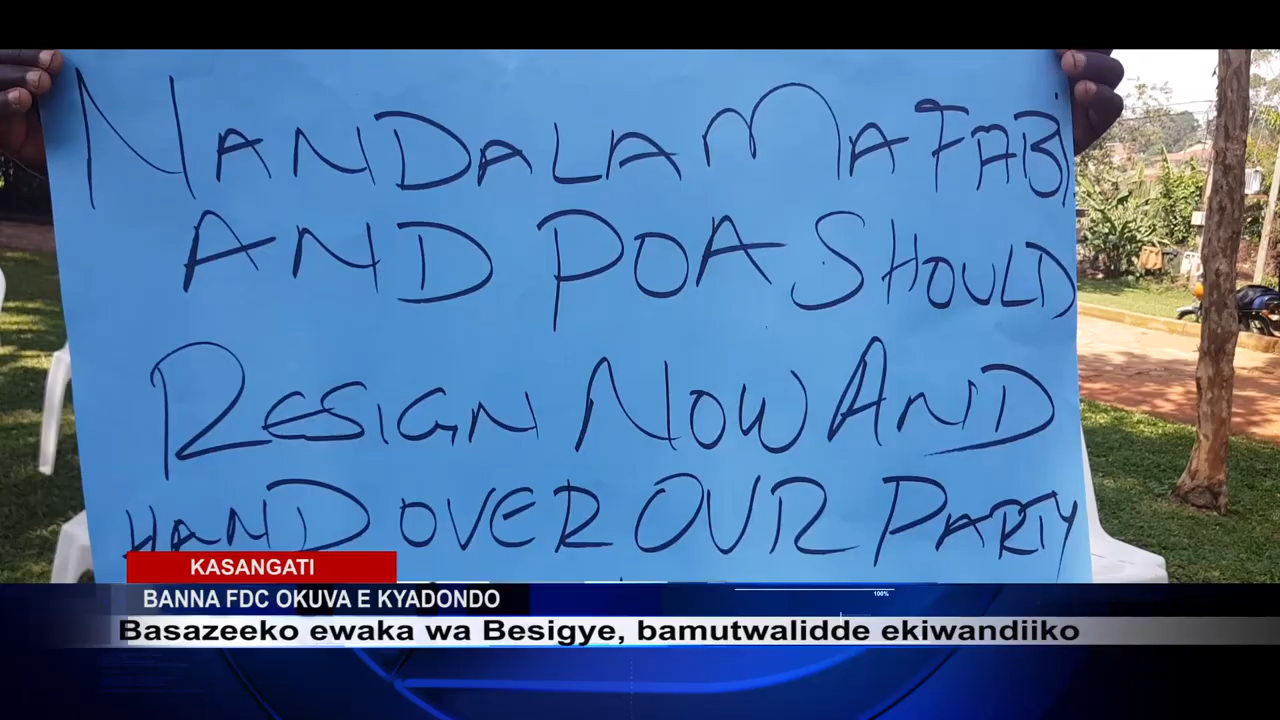 NANDALA MAFABI
AND POA SHOULD
RESIGN NOW AND
HAND OVER OUR PARTY
KASANGATI
BANNA FDC OKUVA E KYADONDO
100%
Basazeeko ewaka wa Besigye, bamutwalidde ekiwandiiko